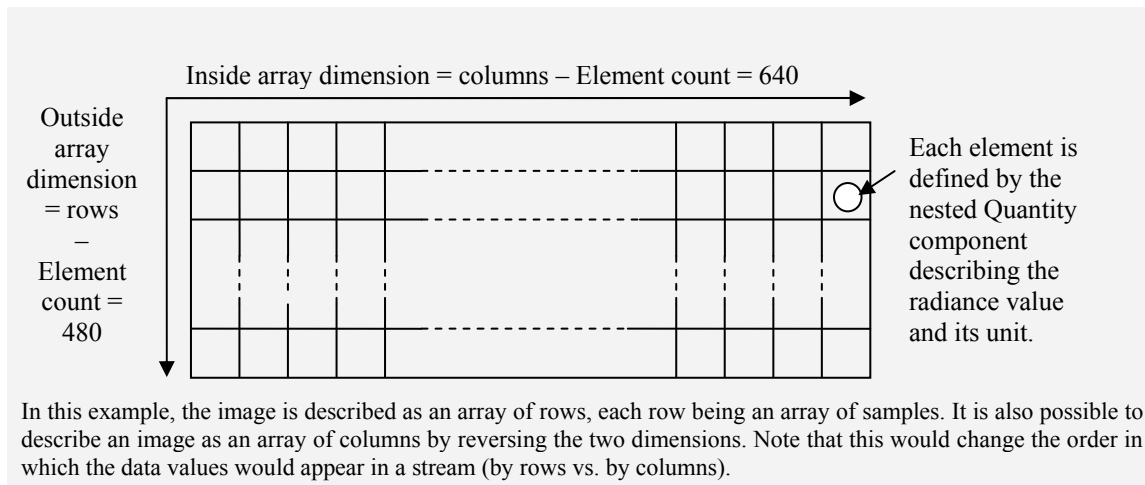 Inside array dimension = columns – Element count = 640
Outside
array
dimension
= rows
–
Element
count =
480
Each element is
defined by the
nested Quantity
component
describing the
radiance value
and its unit.
In this example, the image is described as an array of rows, each row being an array of samples. It is also possible to
describe an image as an array of columns by reversing the two dimensions. Note that this would change the order in
which the data values would appear in a stream (by rows vs. by columns).